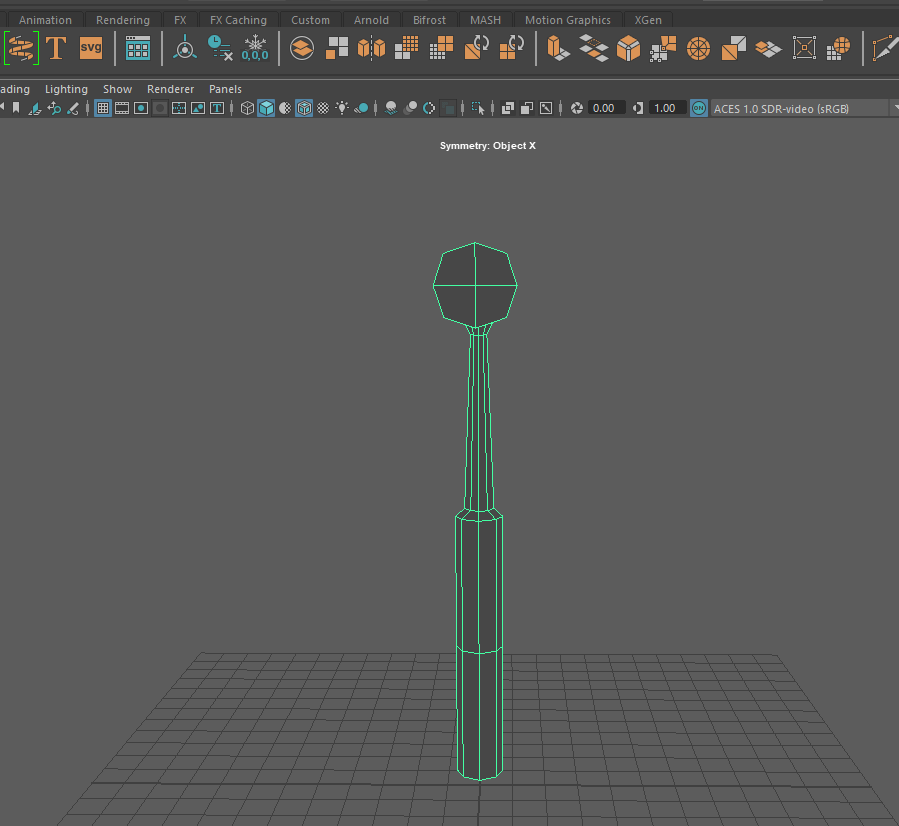 Animation Rendering FX FX Caching Custom Arnold Bifrost MASH Motion Graphics XGen
T svg 0,0,0
ading Lighting Show Renderer Panels
T 0.00 1.00 ON ACES 1.0 SDR-video (sRGB)
Symmetry: Object X